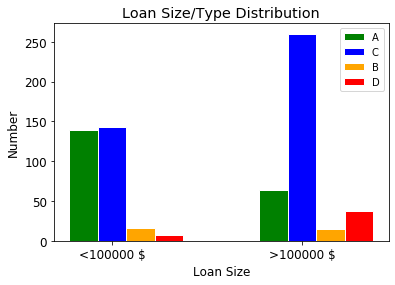 Loan Size/Type Distribution
A
C
B
D
250
200
150
100
50
0
Number
<100000 $ >100000 $
Loan Size